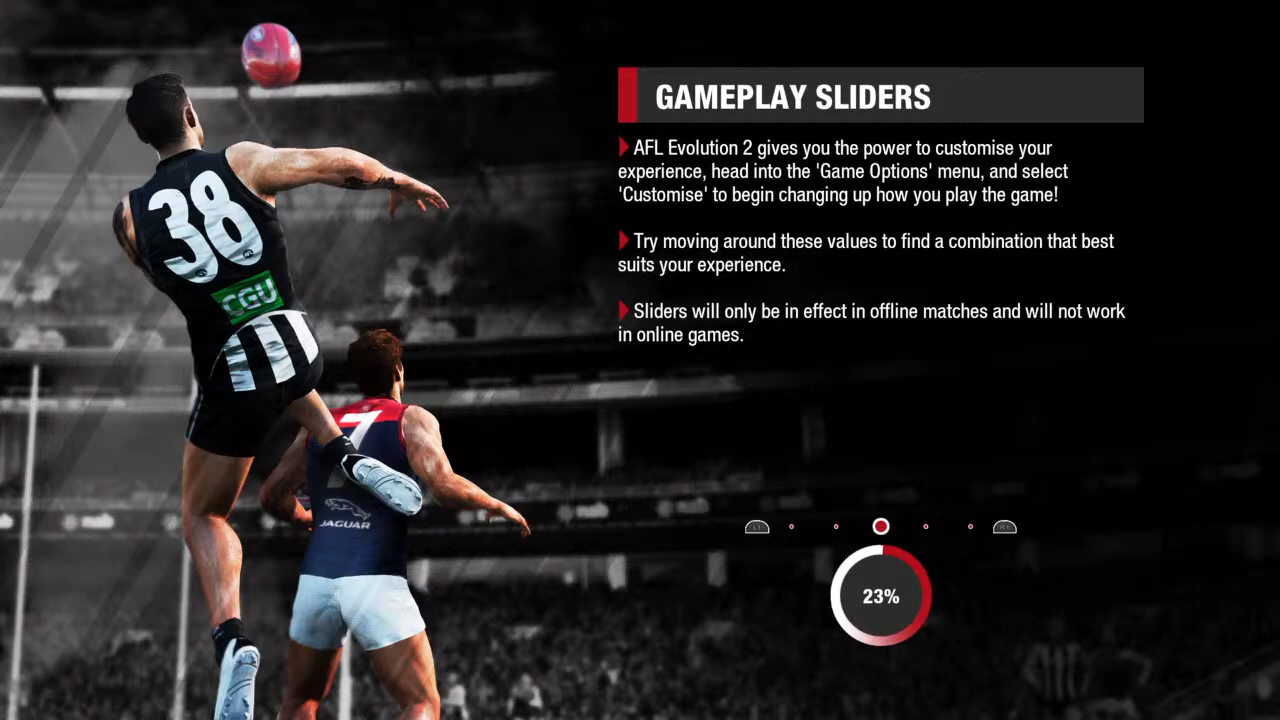 GAMEPLAY SLIDERS
AFL Evolution 2 gives you the power to customise your
experience, head into the 'Game Options' menu, and select
'Customise' to begin changing up how you play the game!
Try moving around these values to find a combination that best
suits your experience.
Sliders will only be in effect in offline matches and will not work
in online games.
38
CGU
7
JAGUAR
L1
R1
23%